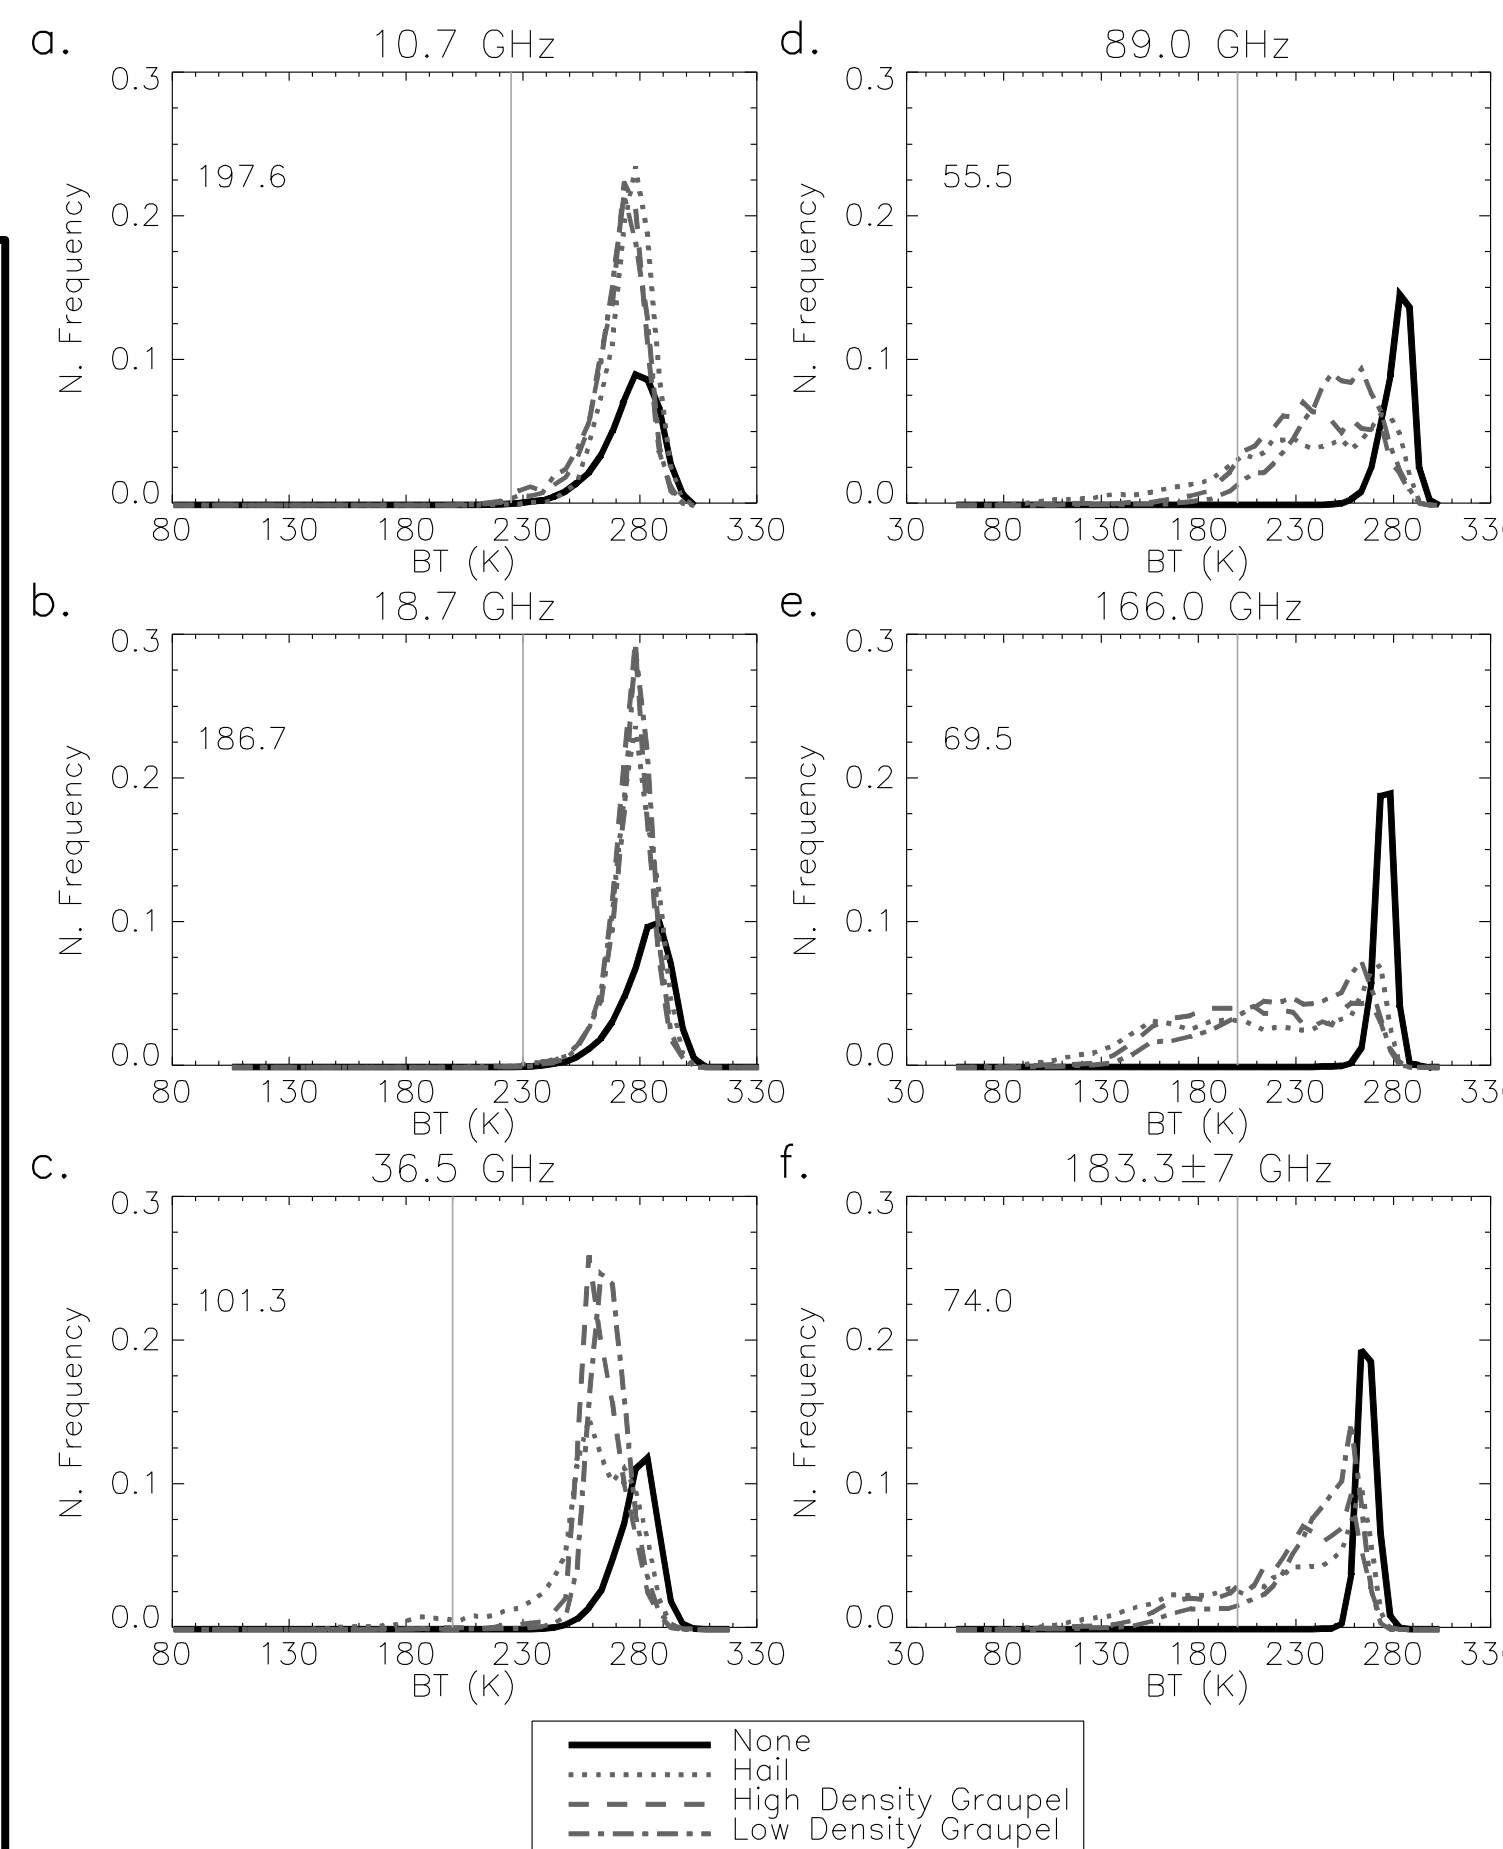 a.
10.7 GHz
0.3
0.2
0.1
0.0
197.6
N. Frequency
80 130 180 230 280 330
BT (K)
b.
18.7 GHz
0.3
0.2
0.1
0.0
186.7
N. Frequency
80 130 180 230 280 330
BT (K)
c.
36.5 GHz
0.3
0.2
0.1
0.0
101.3
N. Frequency
80 130 180 230 280 330
BT (K)
d.
89.0 GHz
0.3
0.2
0.1
0.0
55.5
N. Frequency
30 80 130 180 230 280
BT (K)
e.
166.0 GHz
0.3
0.2
0.1
0.0
69.5
N. Frequency
30 80 130 180 230 280
BT (K)
f.
183.3±7 GHz
0.3
0.2
0.1
0.0
74.0
N. Frequency
30 80 130 180 230 280
BT (K)
None
Hail
High Density Graupel
Low Density Graupel